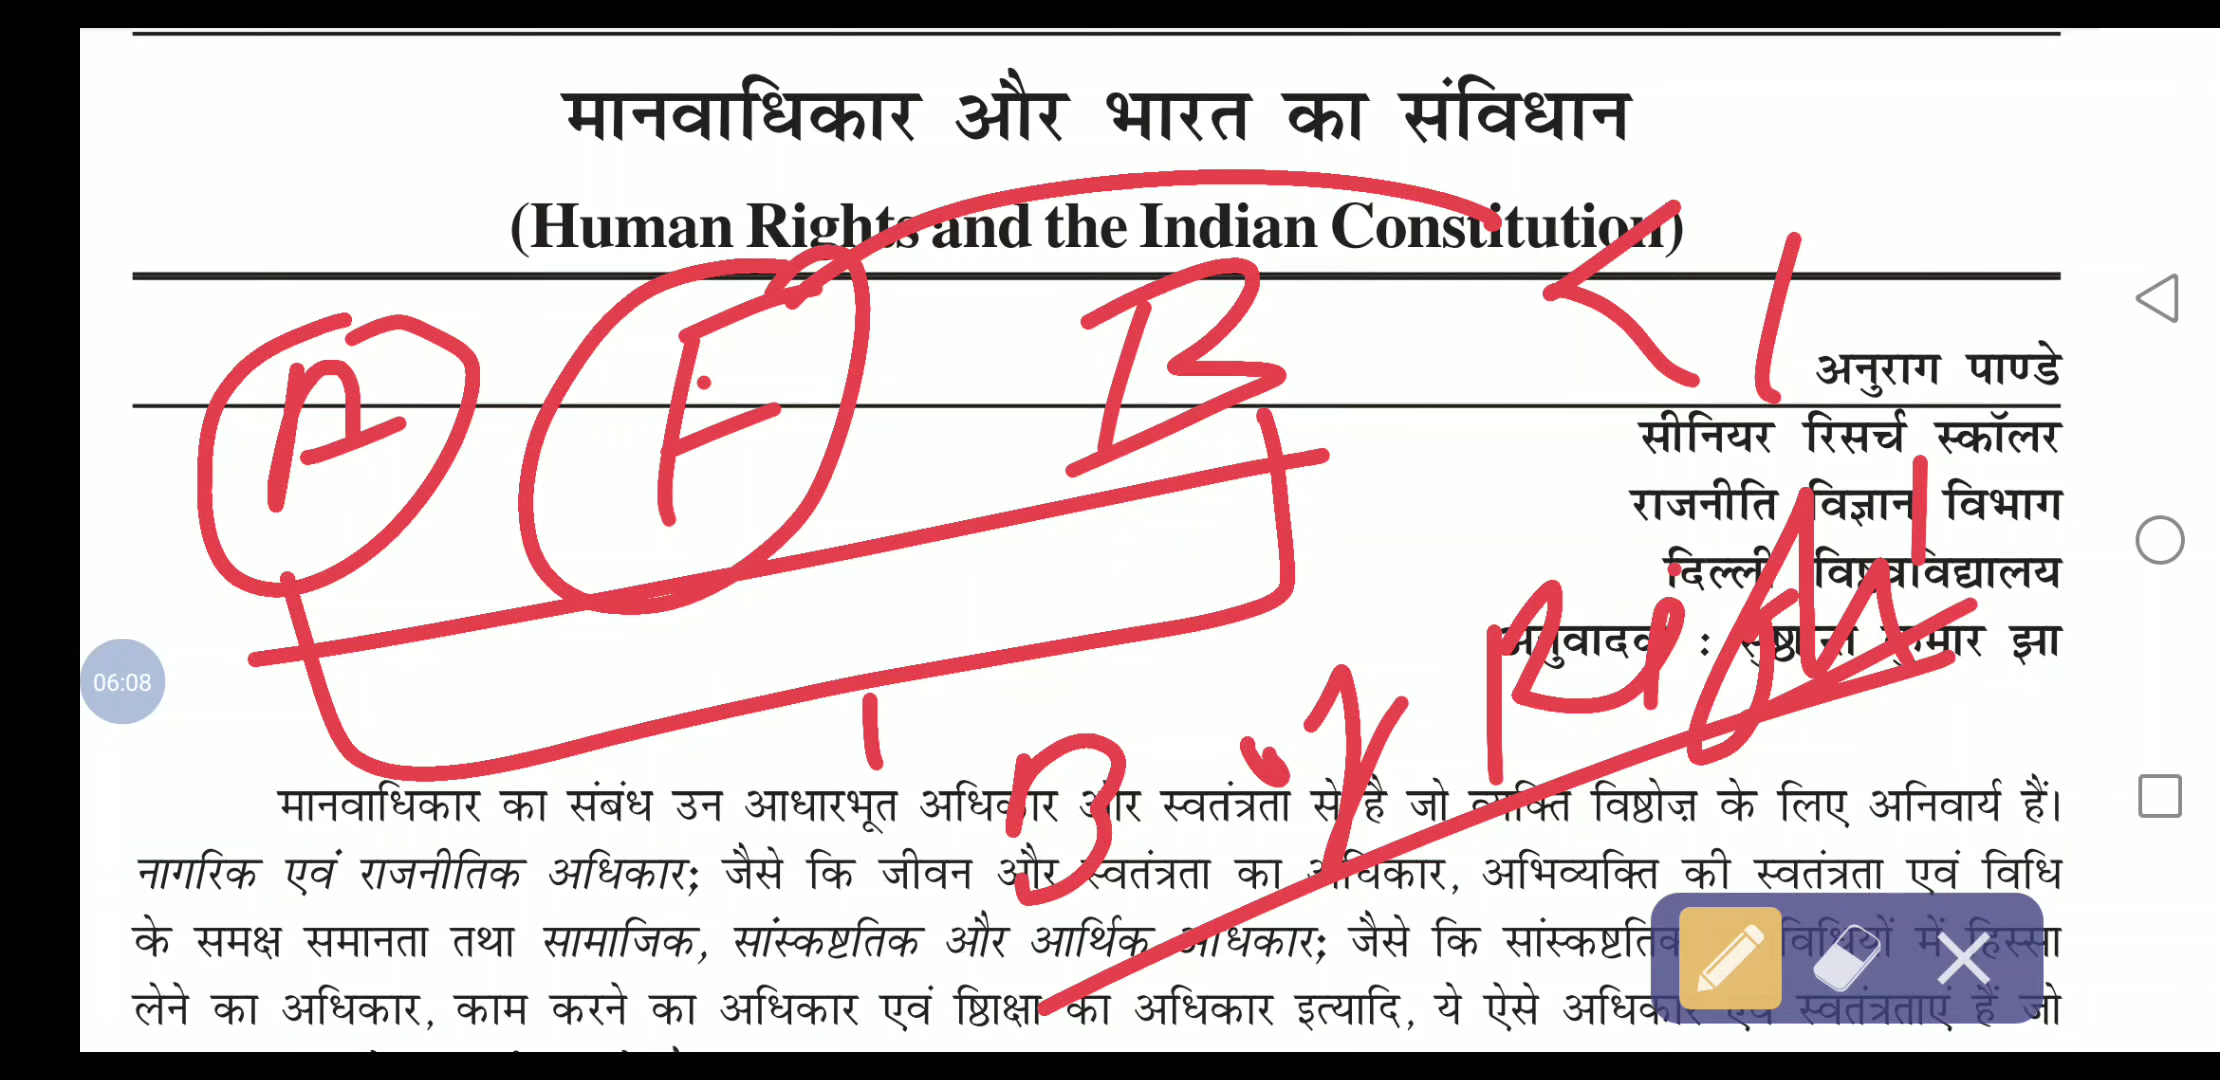 मानवाधिकार और भारत का संविधान
(Human Rights and the Indian Constitution)
अनुराग पाण्डे
सीनियर रिसर्च स्कॉलर
राजनीति विज्ञान विभाग
दिल्ली विष्वविद्यालय
अनुवादक : सुष्ठान्त कुमार झा
A F B
06:08
B Rights
मानवाधिकार का संबंध उन आधारभूत अधिकार और स्वतंत्रता से है जो व्यक्ति विष्ठोज़ के लिए अनिवार्य हैं।
नागरिक एवं राजनीतिक अधिकार; जैसे कि जीवन और स्वतंत्रता का अधिकार, अभिव्यक्ति की स्वतंत्रता एवं विधि
के समक्ष समानता तथा सामाजिक, सांस्कष्टतिक और आर्थिक अधिकार; जैसे कि सांस्कष्टतिक में हिस्सा
लेने का अधिकार, काम करने का अधिकार एवं ष्ठिाक्षा का अधिकार इत्यादि, ये ऐसे अधिकार एवं स्वतंत्रताएं हैं जो